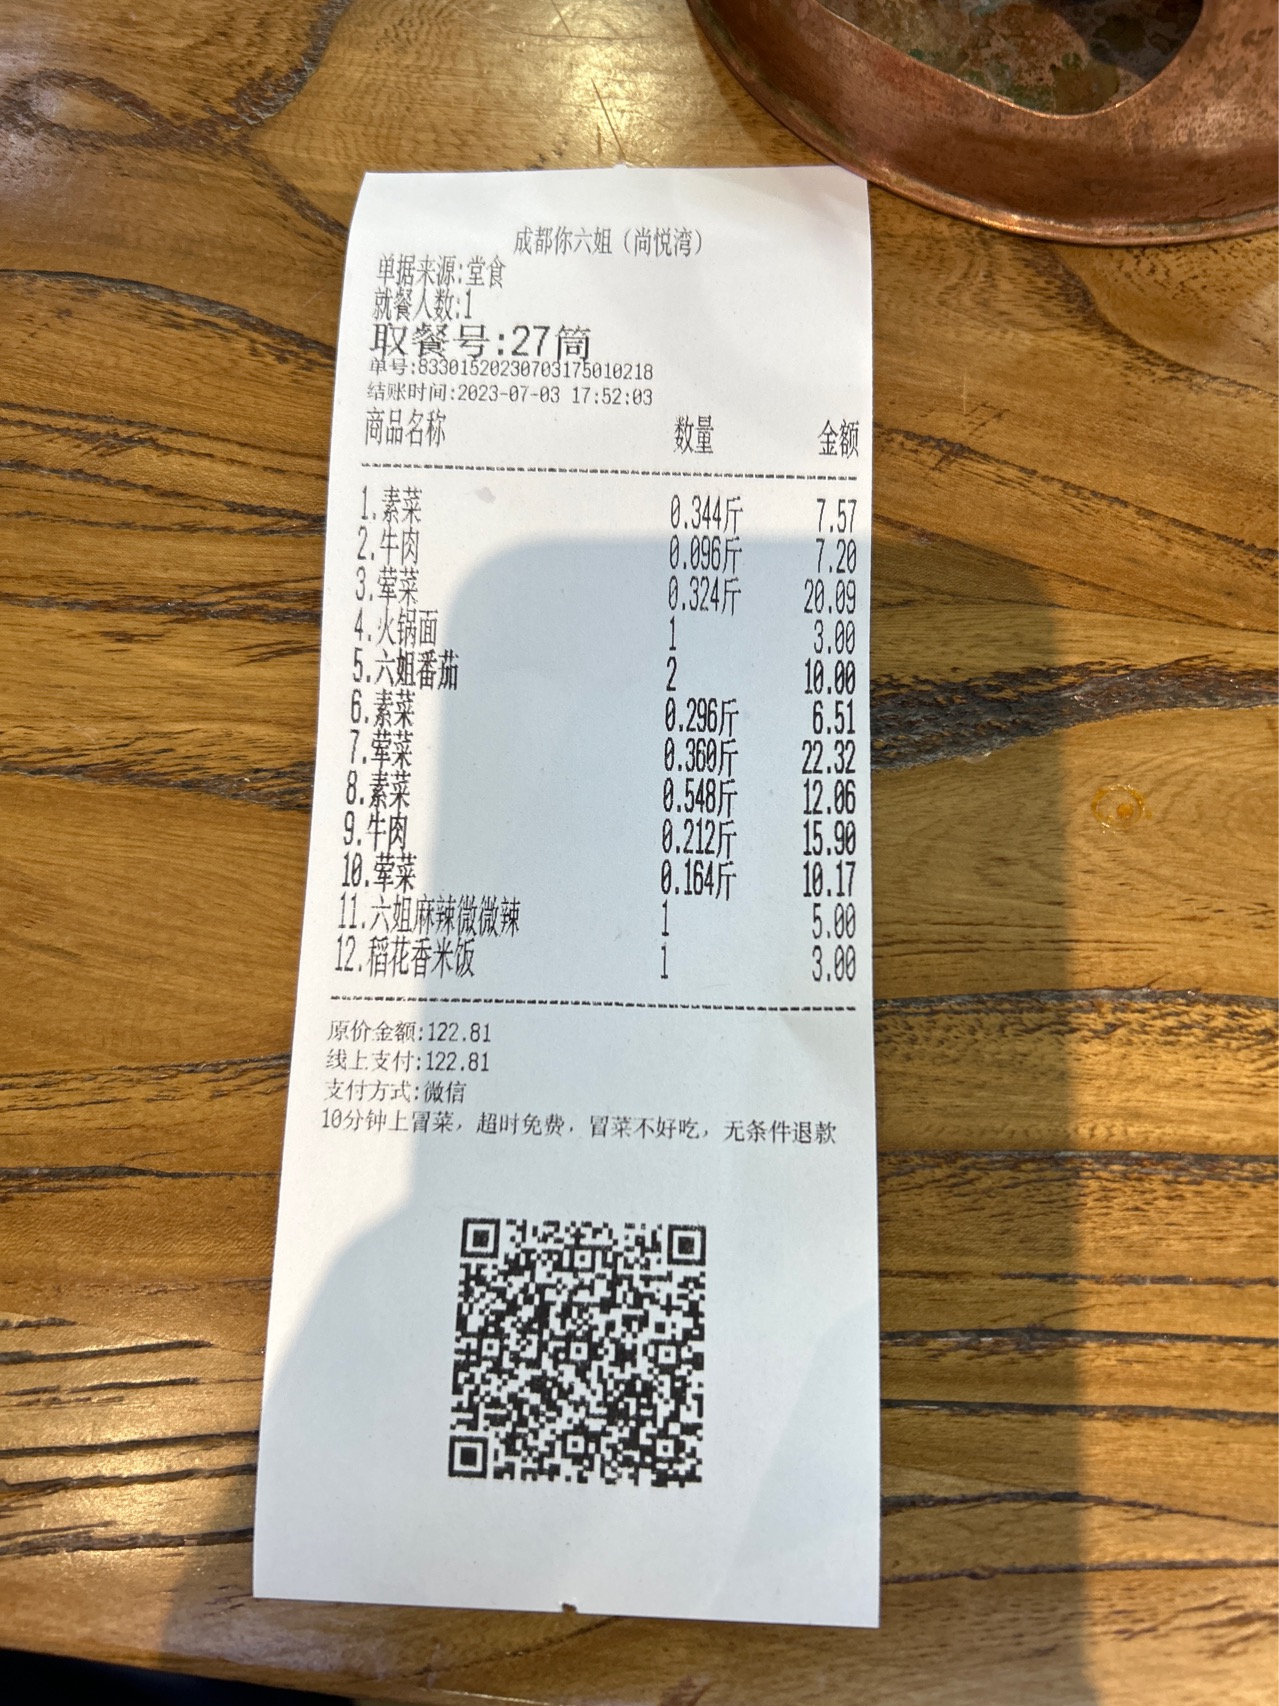 成都你六姐（尚悦湾）
单据来源:堂食
就餐人数:1
取餐号:27筒
单号:83301520230703175010218
结账时间:2023-07-03 17:52:03
商品名称 数量 金额
1.素菜 0.344斤 7.57
2.牛肉 0.096斤 7.20
3.荤菜 0.324斤 20.09
4.火锅面 1 3.00
5.六姐番茄 2 10.00
6.素菜 0.296斤 6.51
7.荤菜 0.360斤 22.32
8.素菜 0.548斤 12.06
9.牛肉 0.212斤 15.90
10.荤菜 0.164斤 10.17
11.六姐麻辣微微辣 1 5.00
12.稻花香米饭 1 3.00
原价金额:122.81
线上支付:122.81
支付方式:微信
10分钟上冒菜，超时免费，冒菜不好吃，无条件退款